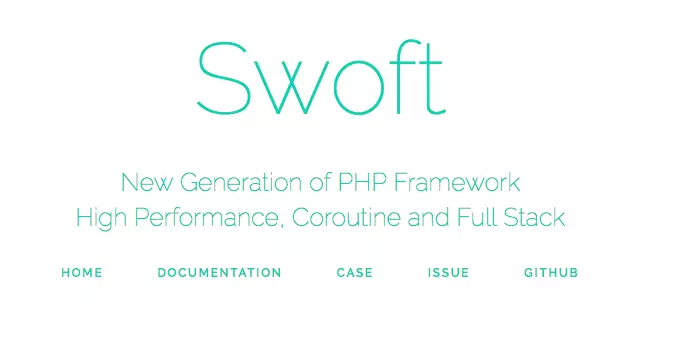 Swoft
New Generation of PHP Framework
High Performance, Coroutine and Full Stack
HOME DOCUMENTATION CASE ISSUE GITHUB